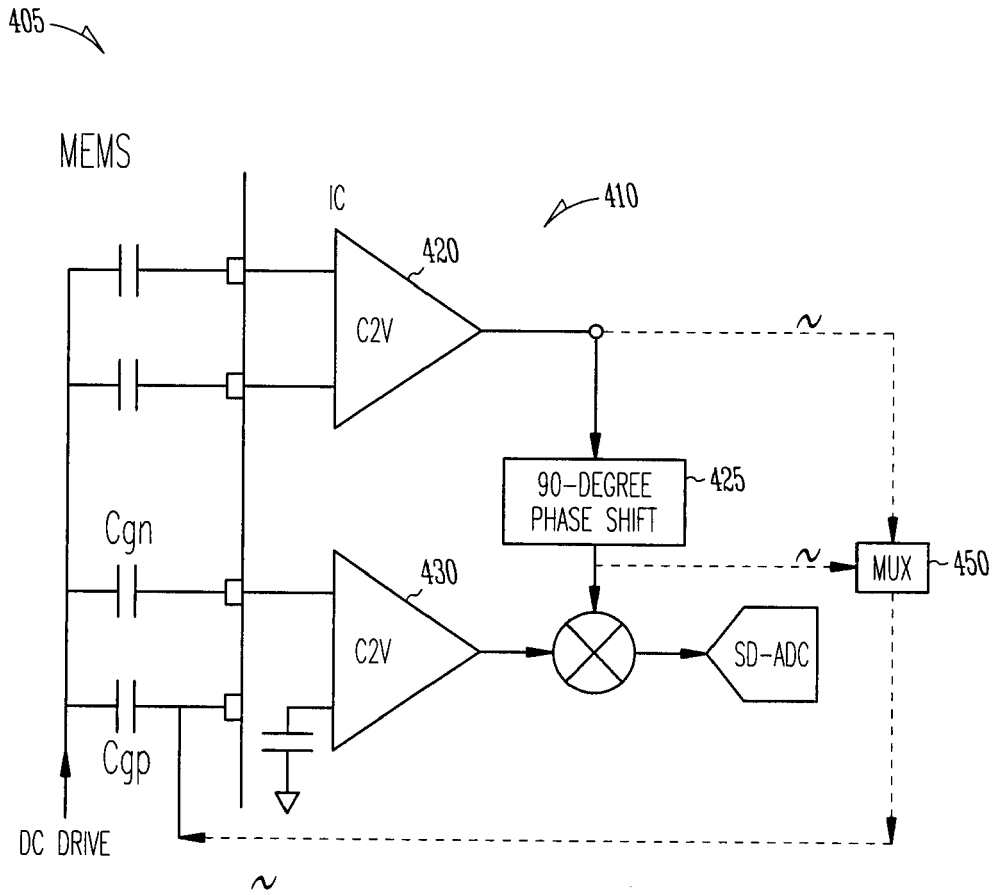 405
MEMS
IC
410
420
C2V
~
90-DEGREE
PHASE SHIFT
425
Cgn
430
~
MUX
450
C2V
SD-ADC
Cgp
DC DRIVE
~